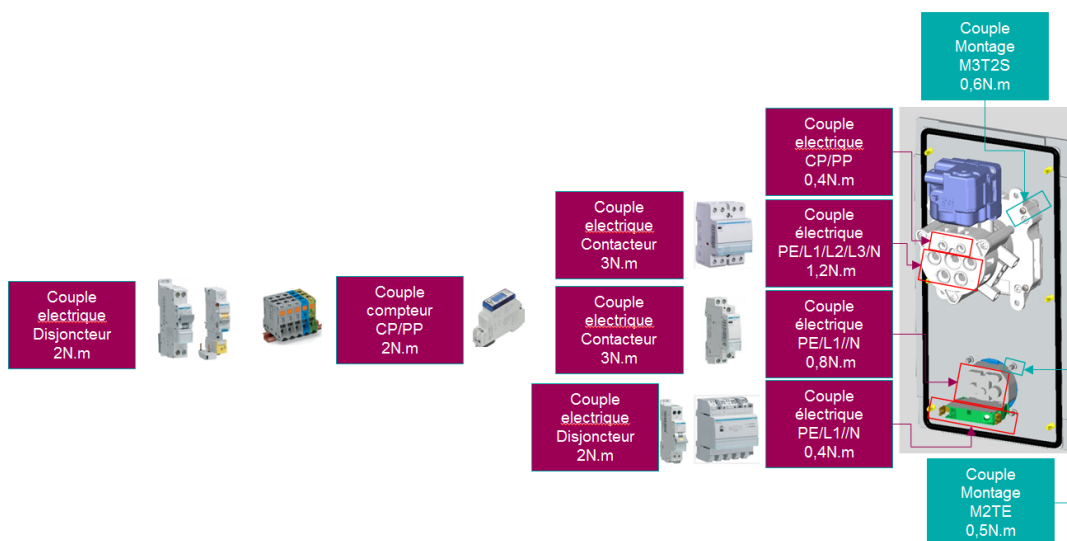 Couple
Montage
M3T2S
0,6N.m
Couple
electrique
CP/PP
0,4N.m
Couple
electrique
Contacteur
3N.m
Couple
électrique
PE/L1/L2/L3/N
1,2N.m
Couple
electrique
Disjoncteur
2N.m
Couple
compteur
CP/PP
2N.m
Couple
electrique
Contacteur
3N.m
Couple
électrique
PE/L1//N
0,8N.m
Couple
electrique
Disjoncteur
2N.m
Couple
électrique
PE/L1//N
0,4N.m
Couple
Montage
M2TE
0,5N.m